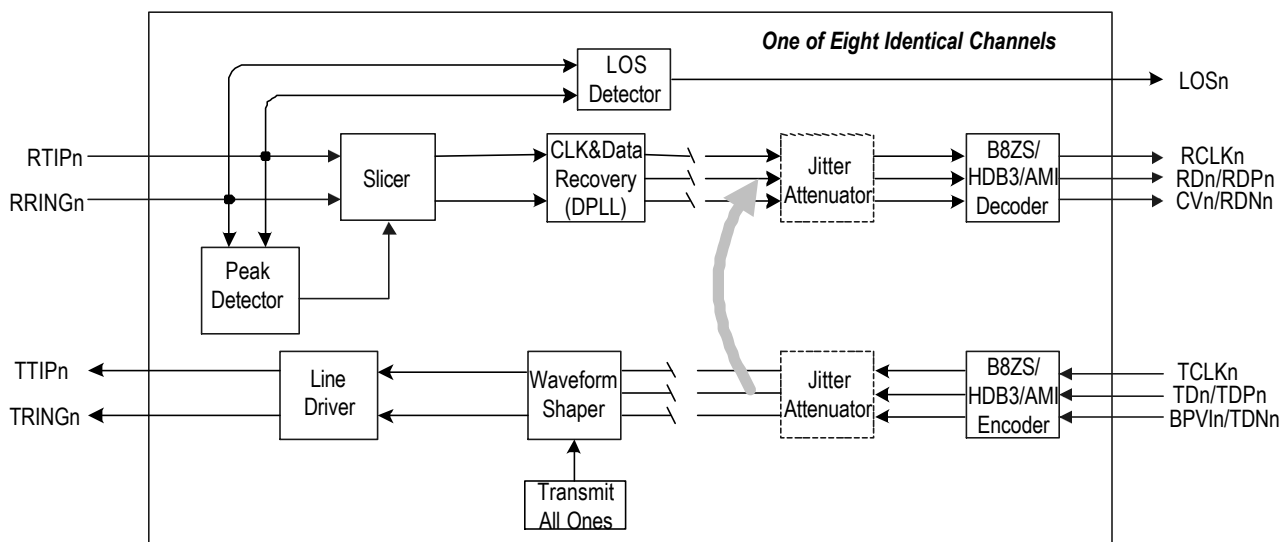 One of Eight Identical Channels
LOS
Detector
LOSn
RTIPn
RRINGn
Slicer
CLK&Data
Recovery
(DPLL)
Jitter
Attenuator
B8ZS/
HDB3/AMI
Decoder
RCLKn
RDn/RDPn
CVn/RDNn
Peak
Detector
TTIPn
TRINGn
Line
Driver
Waveform
Shaper
Jitter
Attenuator
B8ZS/
HDB3/AMI
Encoder
TCLKn
TDn/TDPn
BPVIn/TDNn
Transmit
All Ones